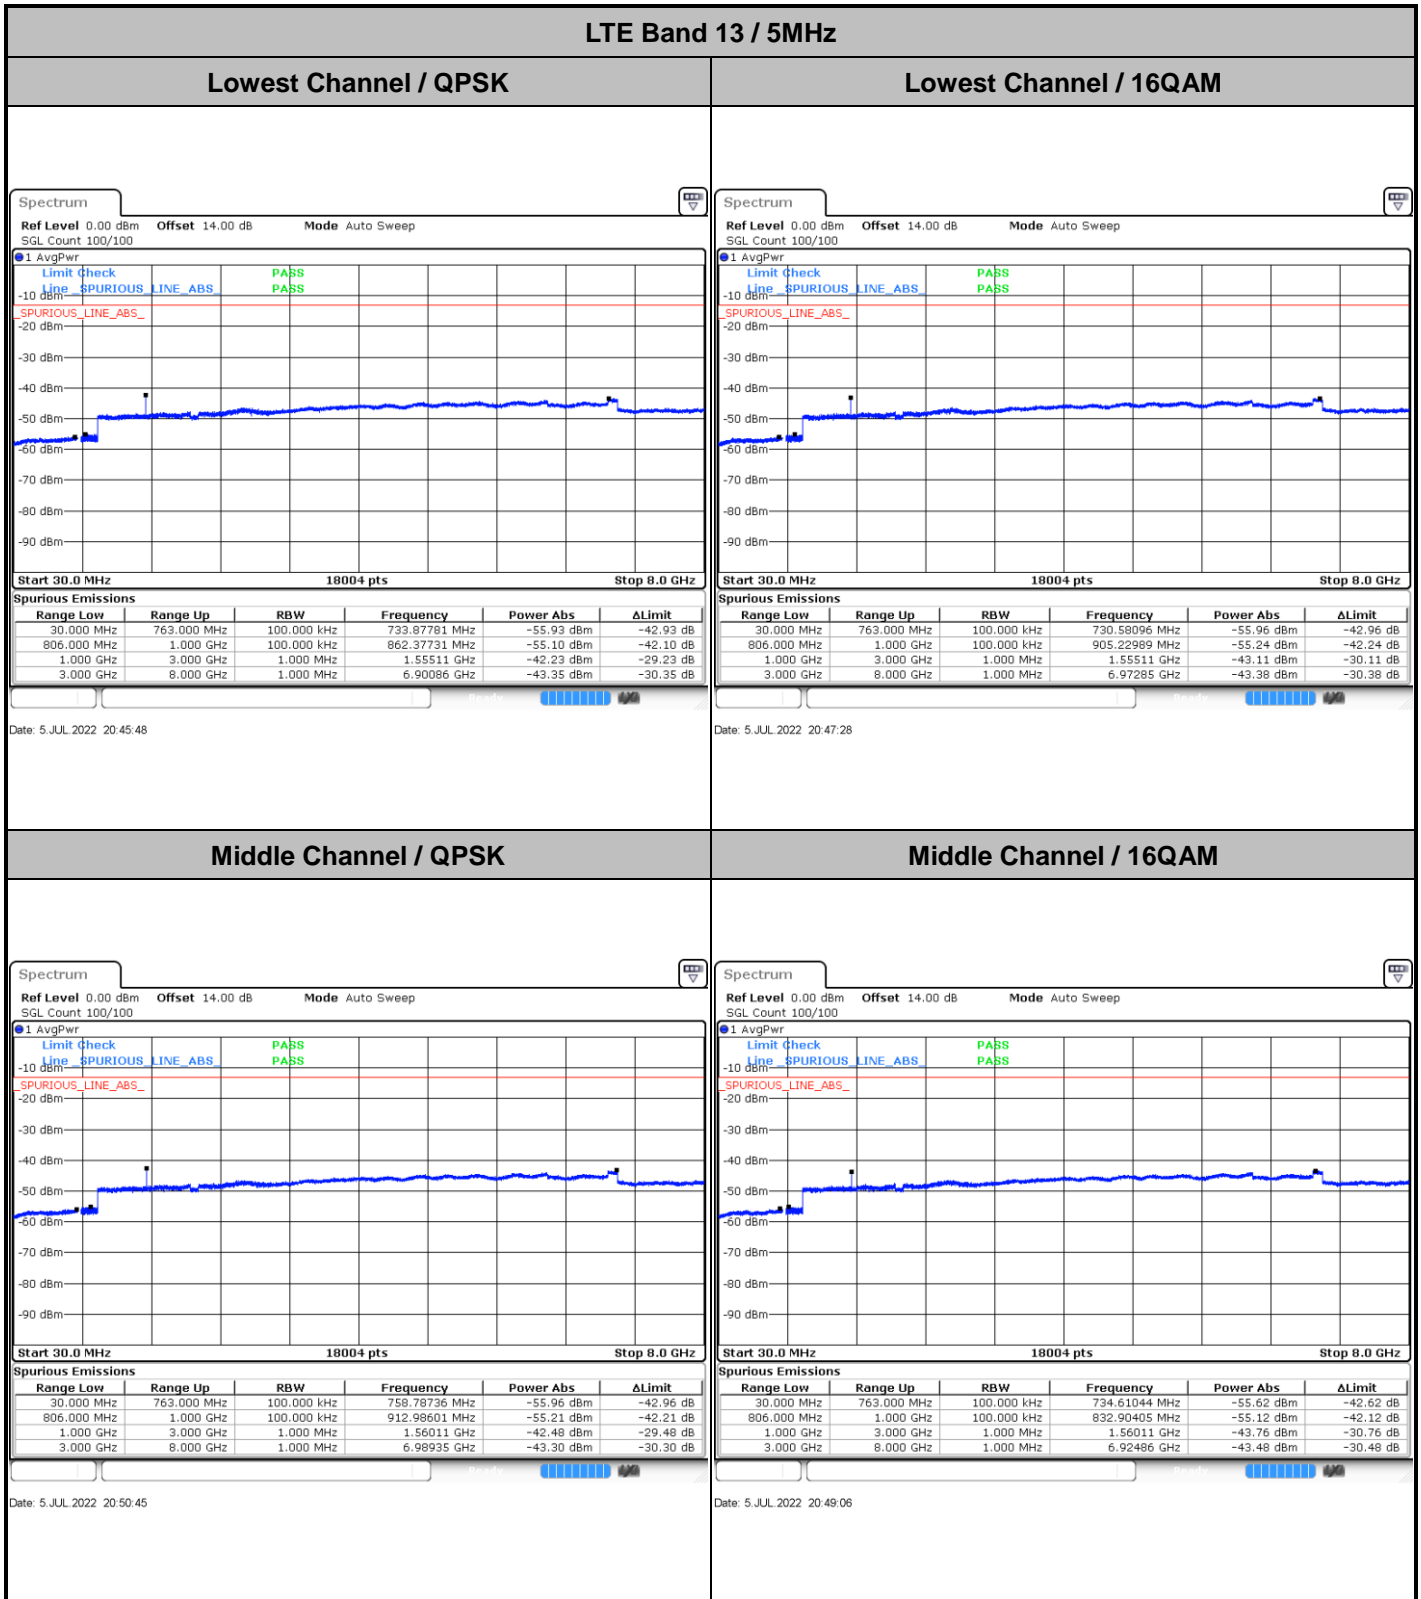 LTE Band 13 / 5MHz
Lowest Channel / QPSK
Lowest Channel / 16QAM
Spectrum
Ref Level 0.00 dBm Offset 14.00 dB Mode Auto Sweep
SGL Count 100/100
1 AvgPwr
Limit Check PASS
Line _SPURIOUS_LINE_ABS_ PASS
-10 dBm
_SPURIOUS_LINE_ABS_
-20 dBm
-30 dBm
-40 dBm
-50 dBm
-60 dBm
-70 dBm
-80 dBm
-90 dBm
Start 30.0 MHz 18004 pts Stop 8.0 GHz
Spurious Emissions
Range Low Range Up RBW Frequency Power Abs ΔLimit
30.000 MHz 763.000 MHz 100.000 kHz 733.87781 MHz -55.93 dBm -42.93 dB
806.000 MHz 1.000 GHz 100.000 kHz 862.37731 MHz -55.10 dBm -42.10 dB
1.000 GHz 3.000 GHz 1.000 MHz 1.55511 GHz -42.23 dBm -29.23 dB
3.000 GHz 8.000 GHz 1.000 MHz 6.90086 GHz -43.35 dBm -30.35 dB
Ready
Date: 5.JUL.2022 20:45:48
Spectrum
Ref Level 0.00 dBm Offset 14.00 dB Mode Auto Sweep
SGL Count 100/100
1 AvgPwr
Limit Check PASS
Line _SPURIOUS_LINE_ABS_ PASS
-10 dBm
_SPURIOUS_LINE_ABS_
-20 dBm
-30 dBm
-40 dBm
-50 dBm
-60 dBm
-70 dBm
-80 dBm
-90 dBm
Start 30.0 MHz 18004 pts Stop 8.0 GHz
Spurious Emissions
Range Low Range Up RBW Frequency Power Abs ΔLimit
30.000 MHz 763.000 MHz 100.000 kHz 730.58096 MHz -55.96 dBm -42.96 dB
806.000 MHz 1.000 GHz 100.000 kHz 905.22989 MHz -55.24 dBm -42.24 dB
1.000 GHz 3.000 GHz 1.000 MHz 1.55511 GHz -43.11 dBm -30.11 dB
3.000 GHz 8.000 GHz 1.000 MHz 6.97285 GHz -43.38 dBm -30.38 dB
Ready
Date: 5.JUL.2022 20:47:28
Middle Channel / QPSK
Middle Channel / 16QAM
Spectrum
Ref Level 0.00 dBm Offset 14.00 dB Mode Auto Sweep
SGL Count 100/100
1 AvgPwr
Limit Check PASS
Line _SPURIOUS_LINE_ABS_ PASS
-10 dBm
_SPURIOUS_LINE_ABS_
-20 dBm
-30 dBm
-40 dBm
-50 dBm
-60 dBm
-70 dBm
-80 dBm
-90 dBm
Start 30.0 MHz 18004 pts Stop 8.0 GHz
Spurious Emissions
Range Low Range Up RBW Frequency Power Abs ΔLimit
30.000 MHz 763.000 MHz 100.000 kHz 758.78736 MHz -55.96 dBm -42.96 dB
806.000 MHz 1.000 GHz 100.000 kHz 912.98601 MHz -55.21 dBm -42.21 dB
1.000 GHz 3.000 GHz 1.000 MHz 1.56011 GHz -42.48 dBm -29.48 dB
3.000 GHz 8.000 GHz 1.000 MHz 6.98935 GHz -43.30 dBm -30.30 dB
Ready
Date: 5.JUL.2022 20:50:45
Spectrum
Ref Level 0.00 dBm Offset 14.00 dB Mode Auto Sweep
SGL Count 100/100
1 AvgPwr
Limit Check PASS
Line _SPURIOUS_LINE_ABS_ PASS
-10 dBm
_SPURIOUS_LINE_ABS_
-20 dBm
-30 dBm
-40 dBm
-50 dBm
-60 dBm
-70 dBm
-80 dBm
-90 dBm
Start 30.0 MHz 18004 pts Stop 8.0 GHz
Spurious Emissions
Range Low Range Up RBW Frequency Power Abs ΔLimit
30.000 MHz 763.000 MHz 100.000 kHz 734.61044 MHz -55.62 dBm -42.62 dB
806.000 MHz 1.000 GHz 100.000 kHz 832.90405 MHz -55.12 dBm -42.12 dB
1.000 GHz 3.000 GHz 1.000 MHz 1.56011 GHz -43.76 dBm -30.76 dB
3.000 GHz 8.000 GHz 1.000 MHz 6.92486 GHz -43.48 dBm -30.48 dB
Ready
Date: 5.JUL.2022 20:49:06